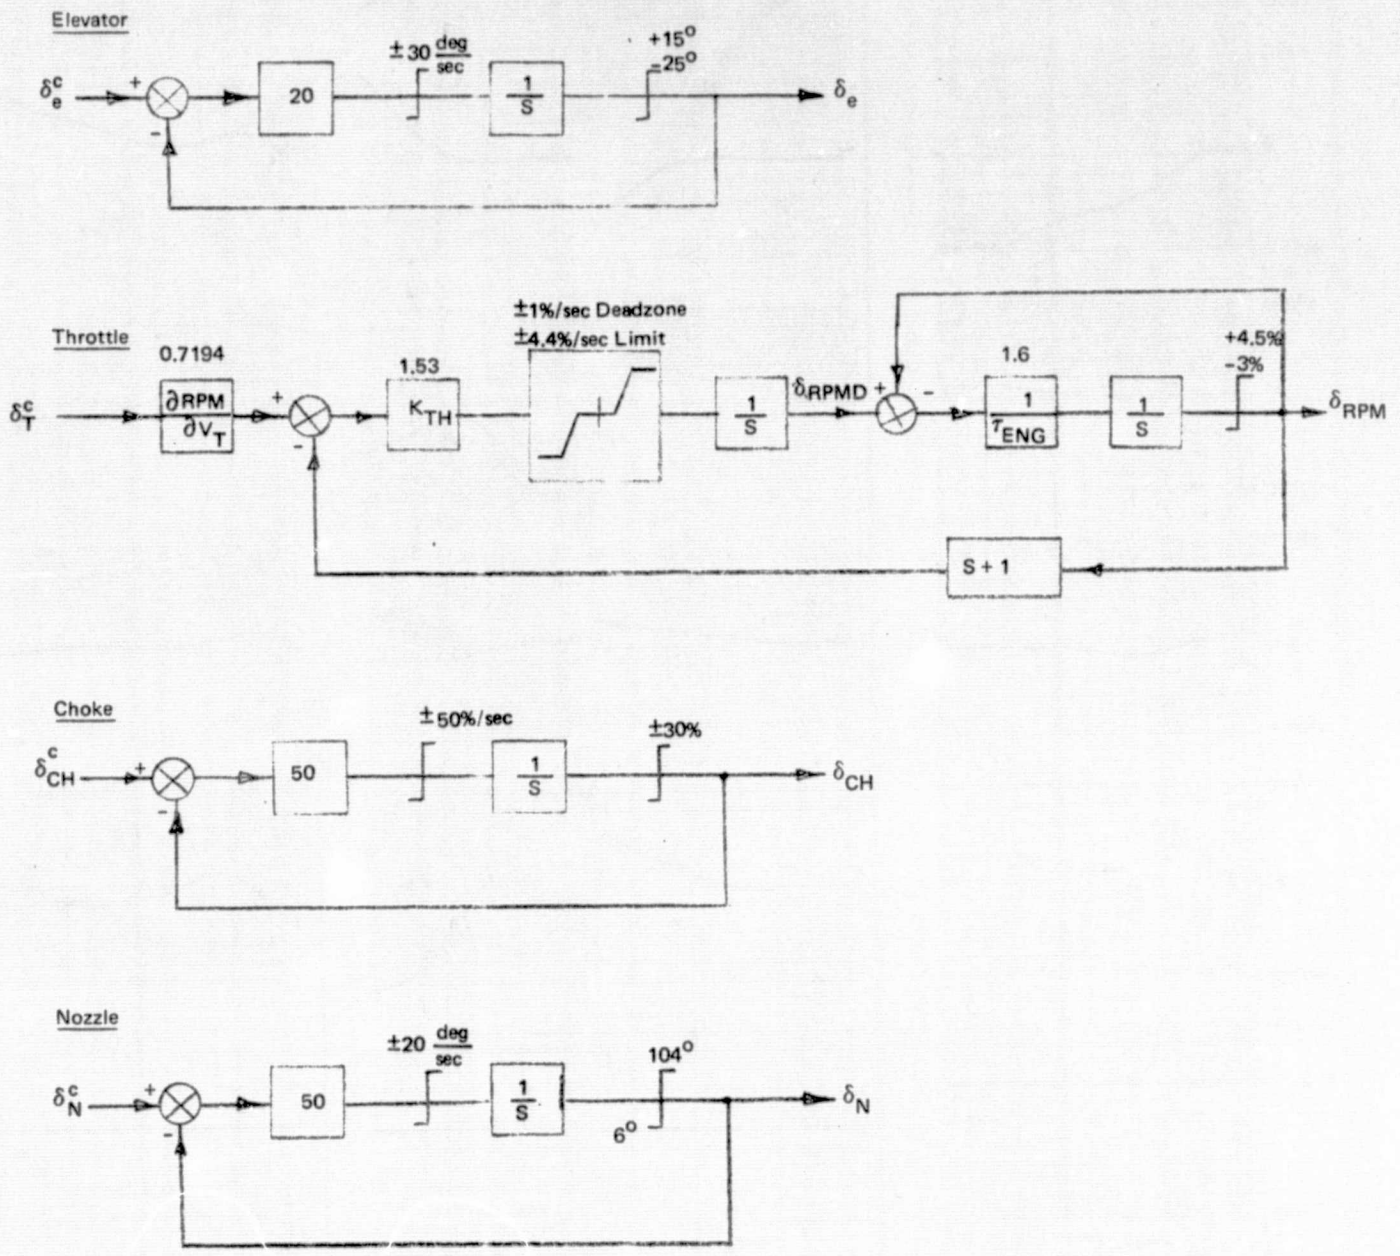 Elevator
δ_e^c
+
-
20
±30 deg/sec
1/S
+15°
-25°
δ_e
Throttle
δ_T^c
0.7194
∂RPM/∂V_T
+
-
1.53
K_TH
±1%/sec Deadzone
±4.4%/sec Limit
1/S
δ_RPMD
+
-
1.6
1/τ_ENG
1/S
+4.5%
-3%
δ_RPM
S + 1
Choke
δ_CH^c
+
-
50
±50%/sec
1/S
±30%
δ_CH
Nozzle
δ_N^c
+
-
50
±20 deg/sec
1/S
104°
6°
δ_N